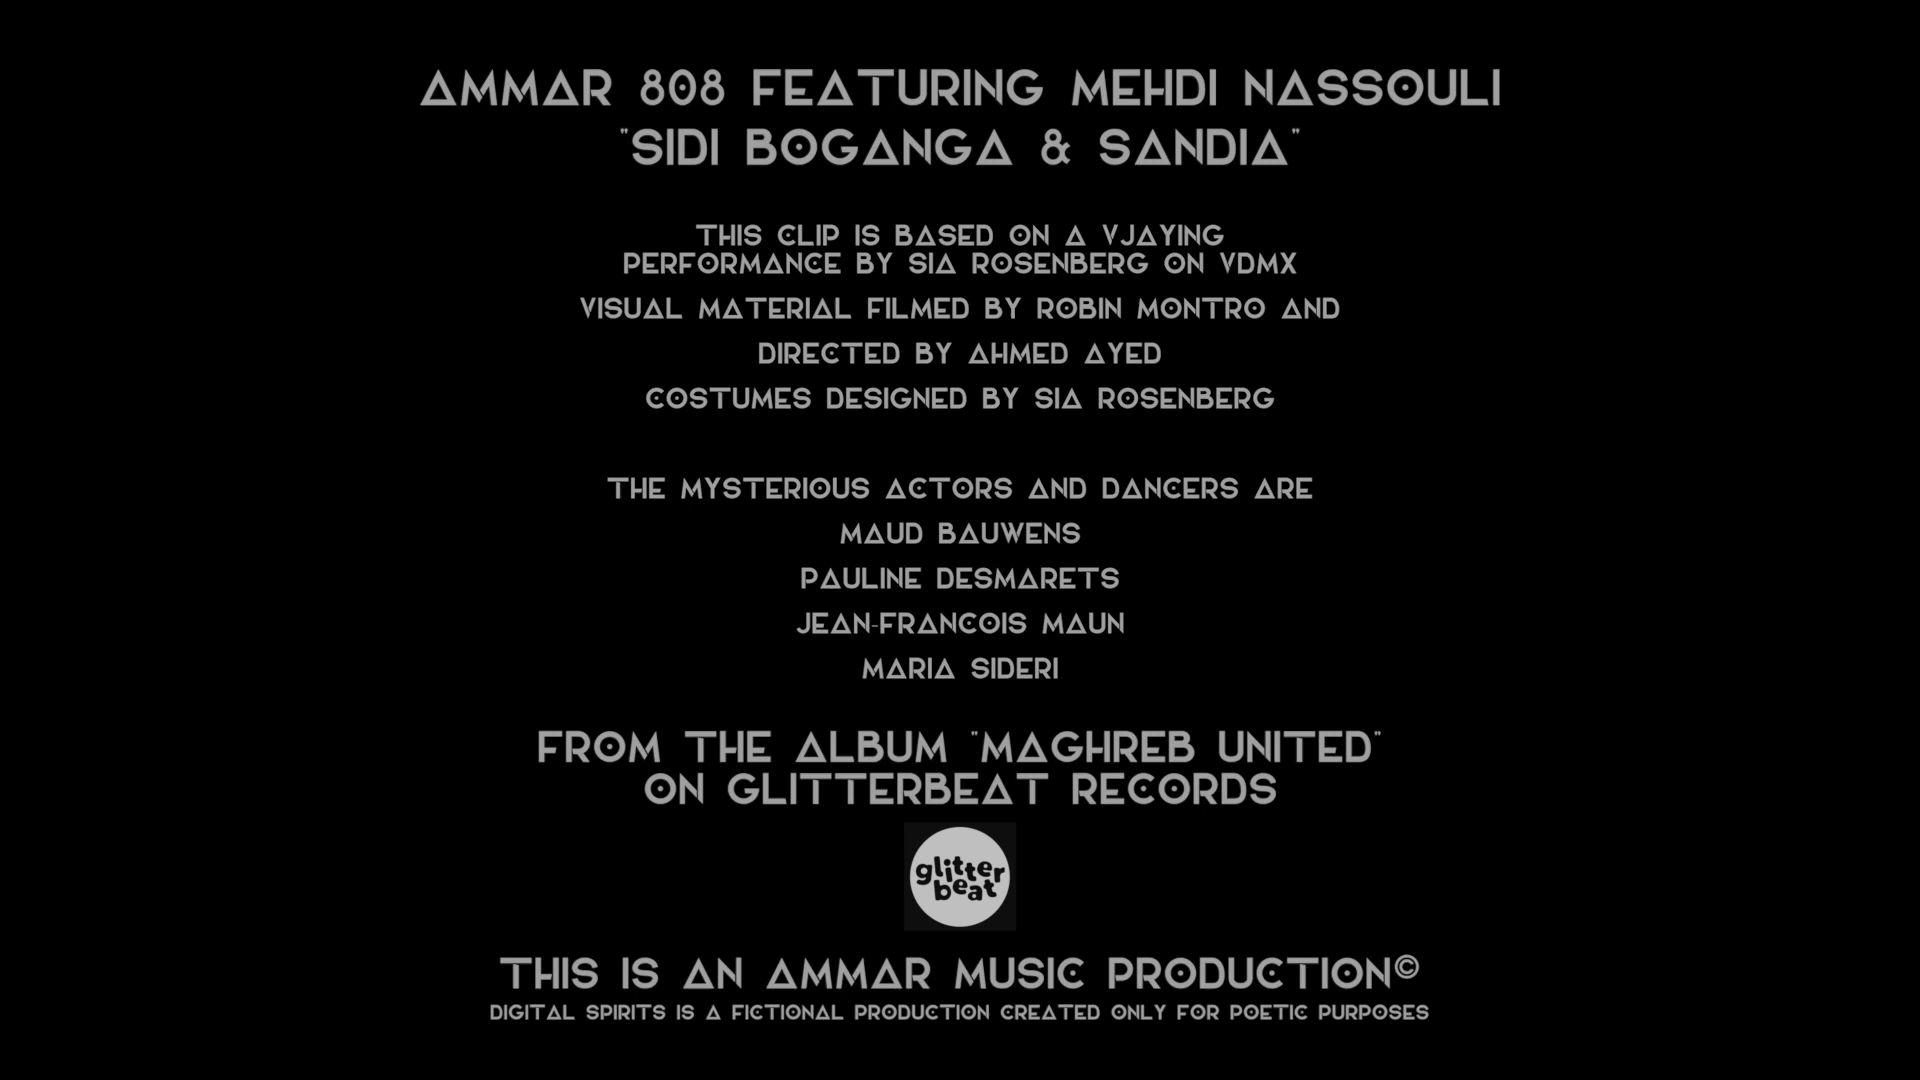 AMMAR 808 FEATURING MEHDI NASSOULI
"SIDI BOGANGA & SANDIA"
THIS CLIP IS BASED ON A VJAYING
PERFORMANCE BY SIA ROSENBERG ON VDMX
VISUAL MATERIAL FILMED BY ROBIN MONTRO AND
DIRECTED BY AHMED AYED
COSTUMES DESIGNED BY SIA ROSENBERG
THE MYSTERIOUS ACTORS AND DANCERS ARE
MAUD BAUWENS
PAULINE DESMARETS
JEAN-FRANCOIS MAUN
MARIA SIDERI
FROM THE ALBUM "MAGHREB UNITED"
ON GLITTERBEAT RECORDS
glitter
beat
THIS IS AN AMMAR MUSIC PRODUCTION©
DIGITAL SPIRITS IS A FICTIONAL PRODUCTION CREATED ONLY FOR POETIC PURPOSES